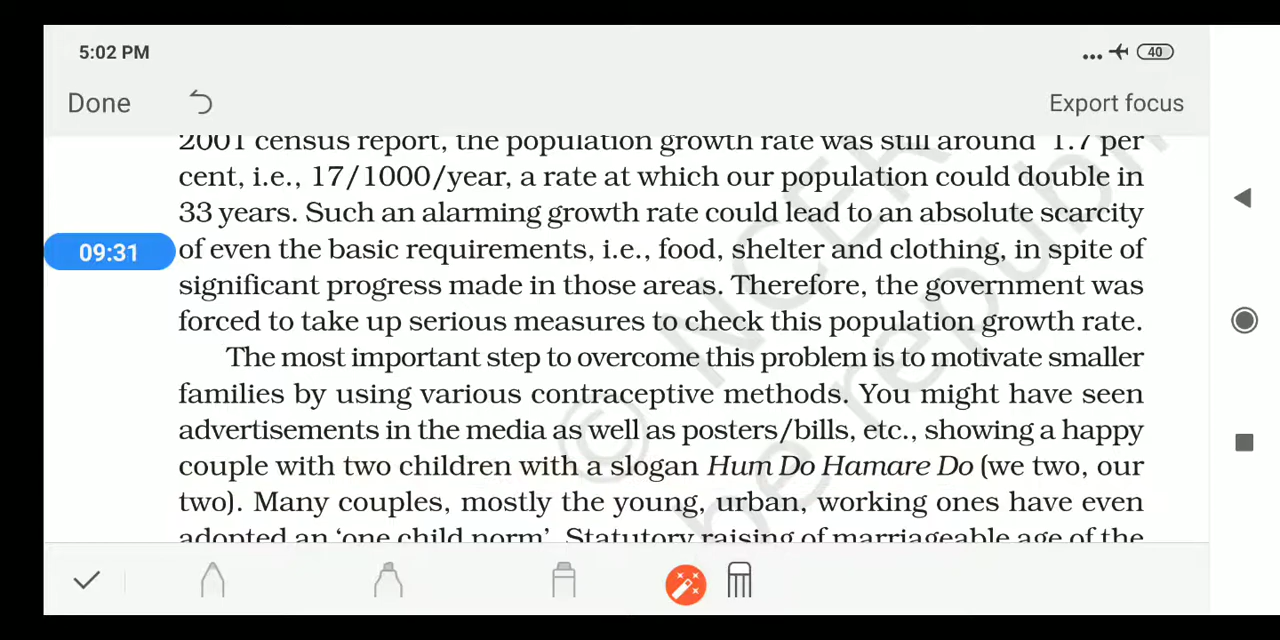 5:02 PM
40
Done
Export focus
2001 census report, the population growth rate was still around 1.7 per
cent, i.e., 17/1000/year, a rate at which our population could double in
33 years. Such an alarming growth rate could lead to an absolute scarcity
09:31
of even the basic requirements, i.e., food, shelter and clothing, in spite of
significant progress made in those areas. Therefore, the government was
forced to take up serious measures to check this population growth rate.
The most important step to overcome this problem is to motivate smaller
families by using various contraceptive methods. You might have seen
advertisements in the media as well as posters/bills, etc., showing a happy
couple with two children with a slogan Hum Do Hamare Do (we two, our
two). Many couples, mostly the young, urban, working ones have even
adopted an ‘one child norm’. Statutory raising of marriageable age of the
© NCER
be republi